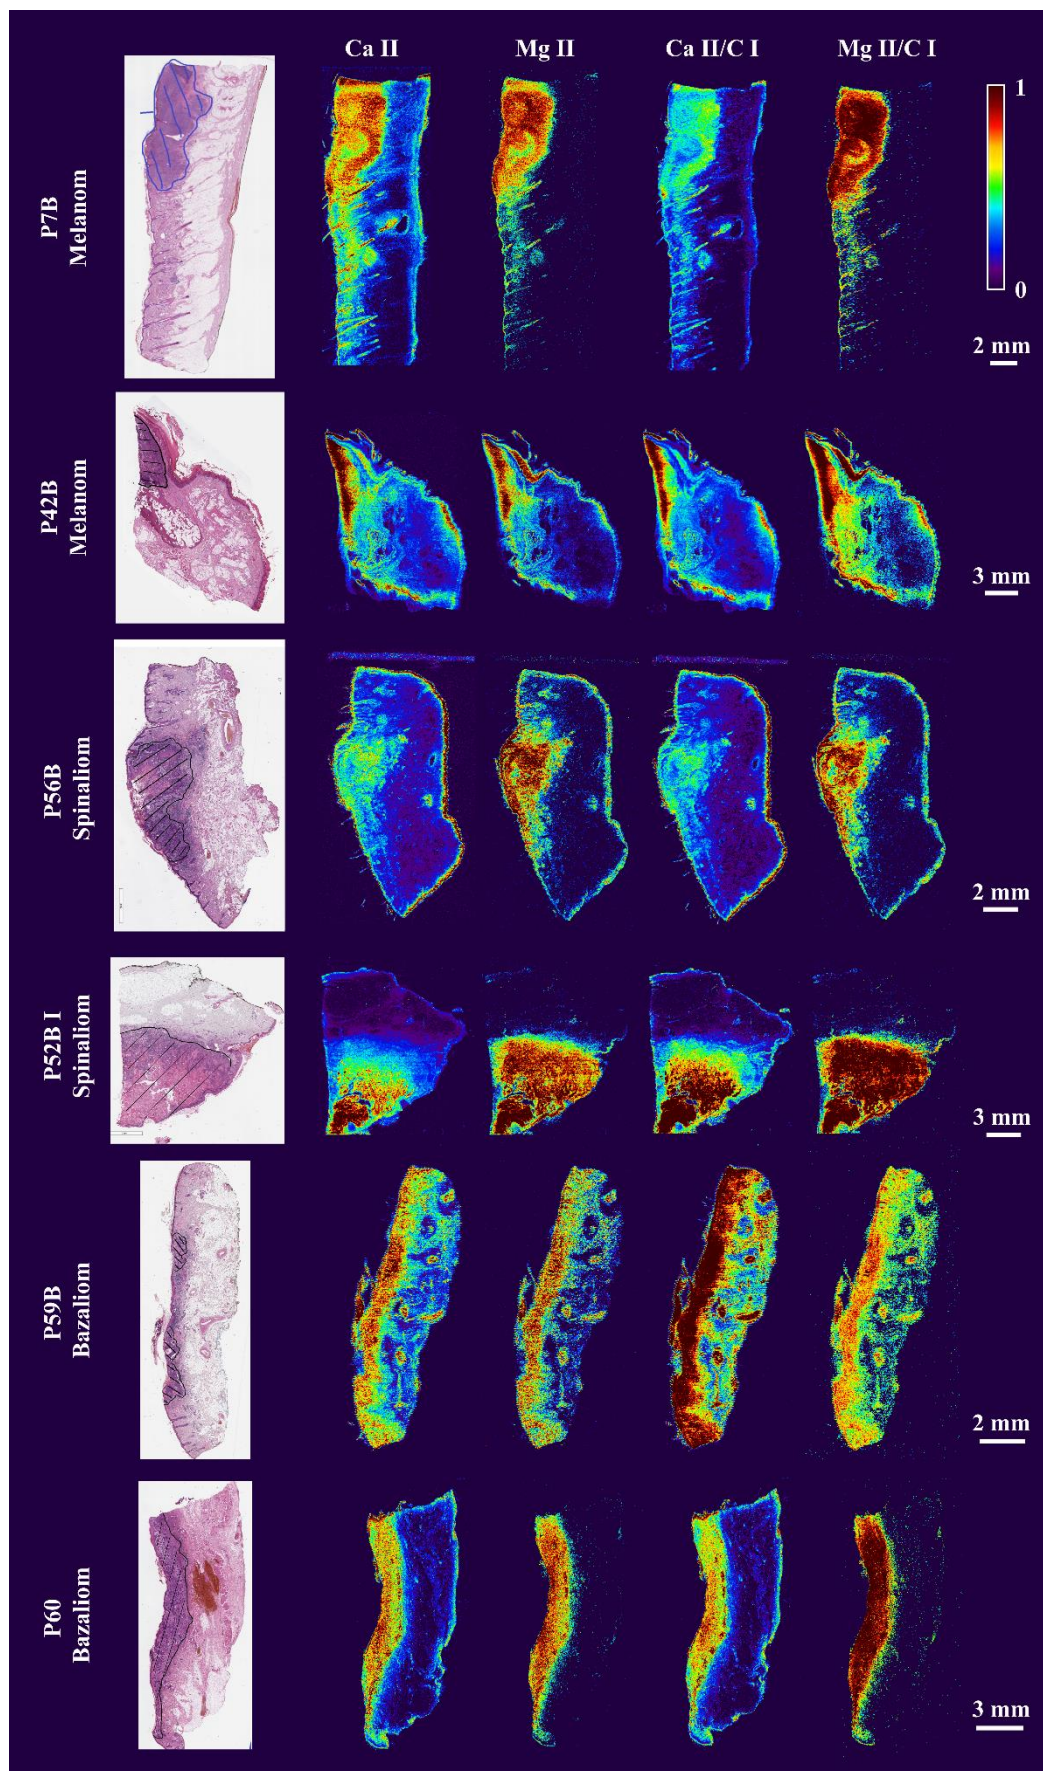 Ca II Mg II Ca II/C I Mg II/C I
P7B
Melanom
1
0
2 mm
P42B
Melanom
3 mm
P56B
Spinaliom
2 mm
P52B I
Spinaliom
3 mm
P59B
Bazaliom
2 mm
P60
Bazaliom
3 mm